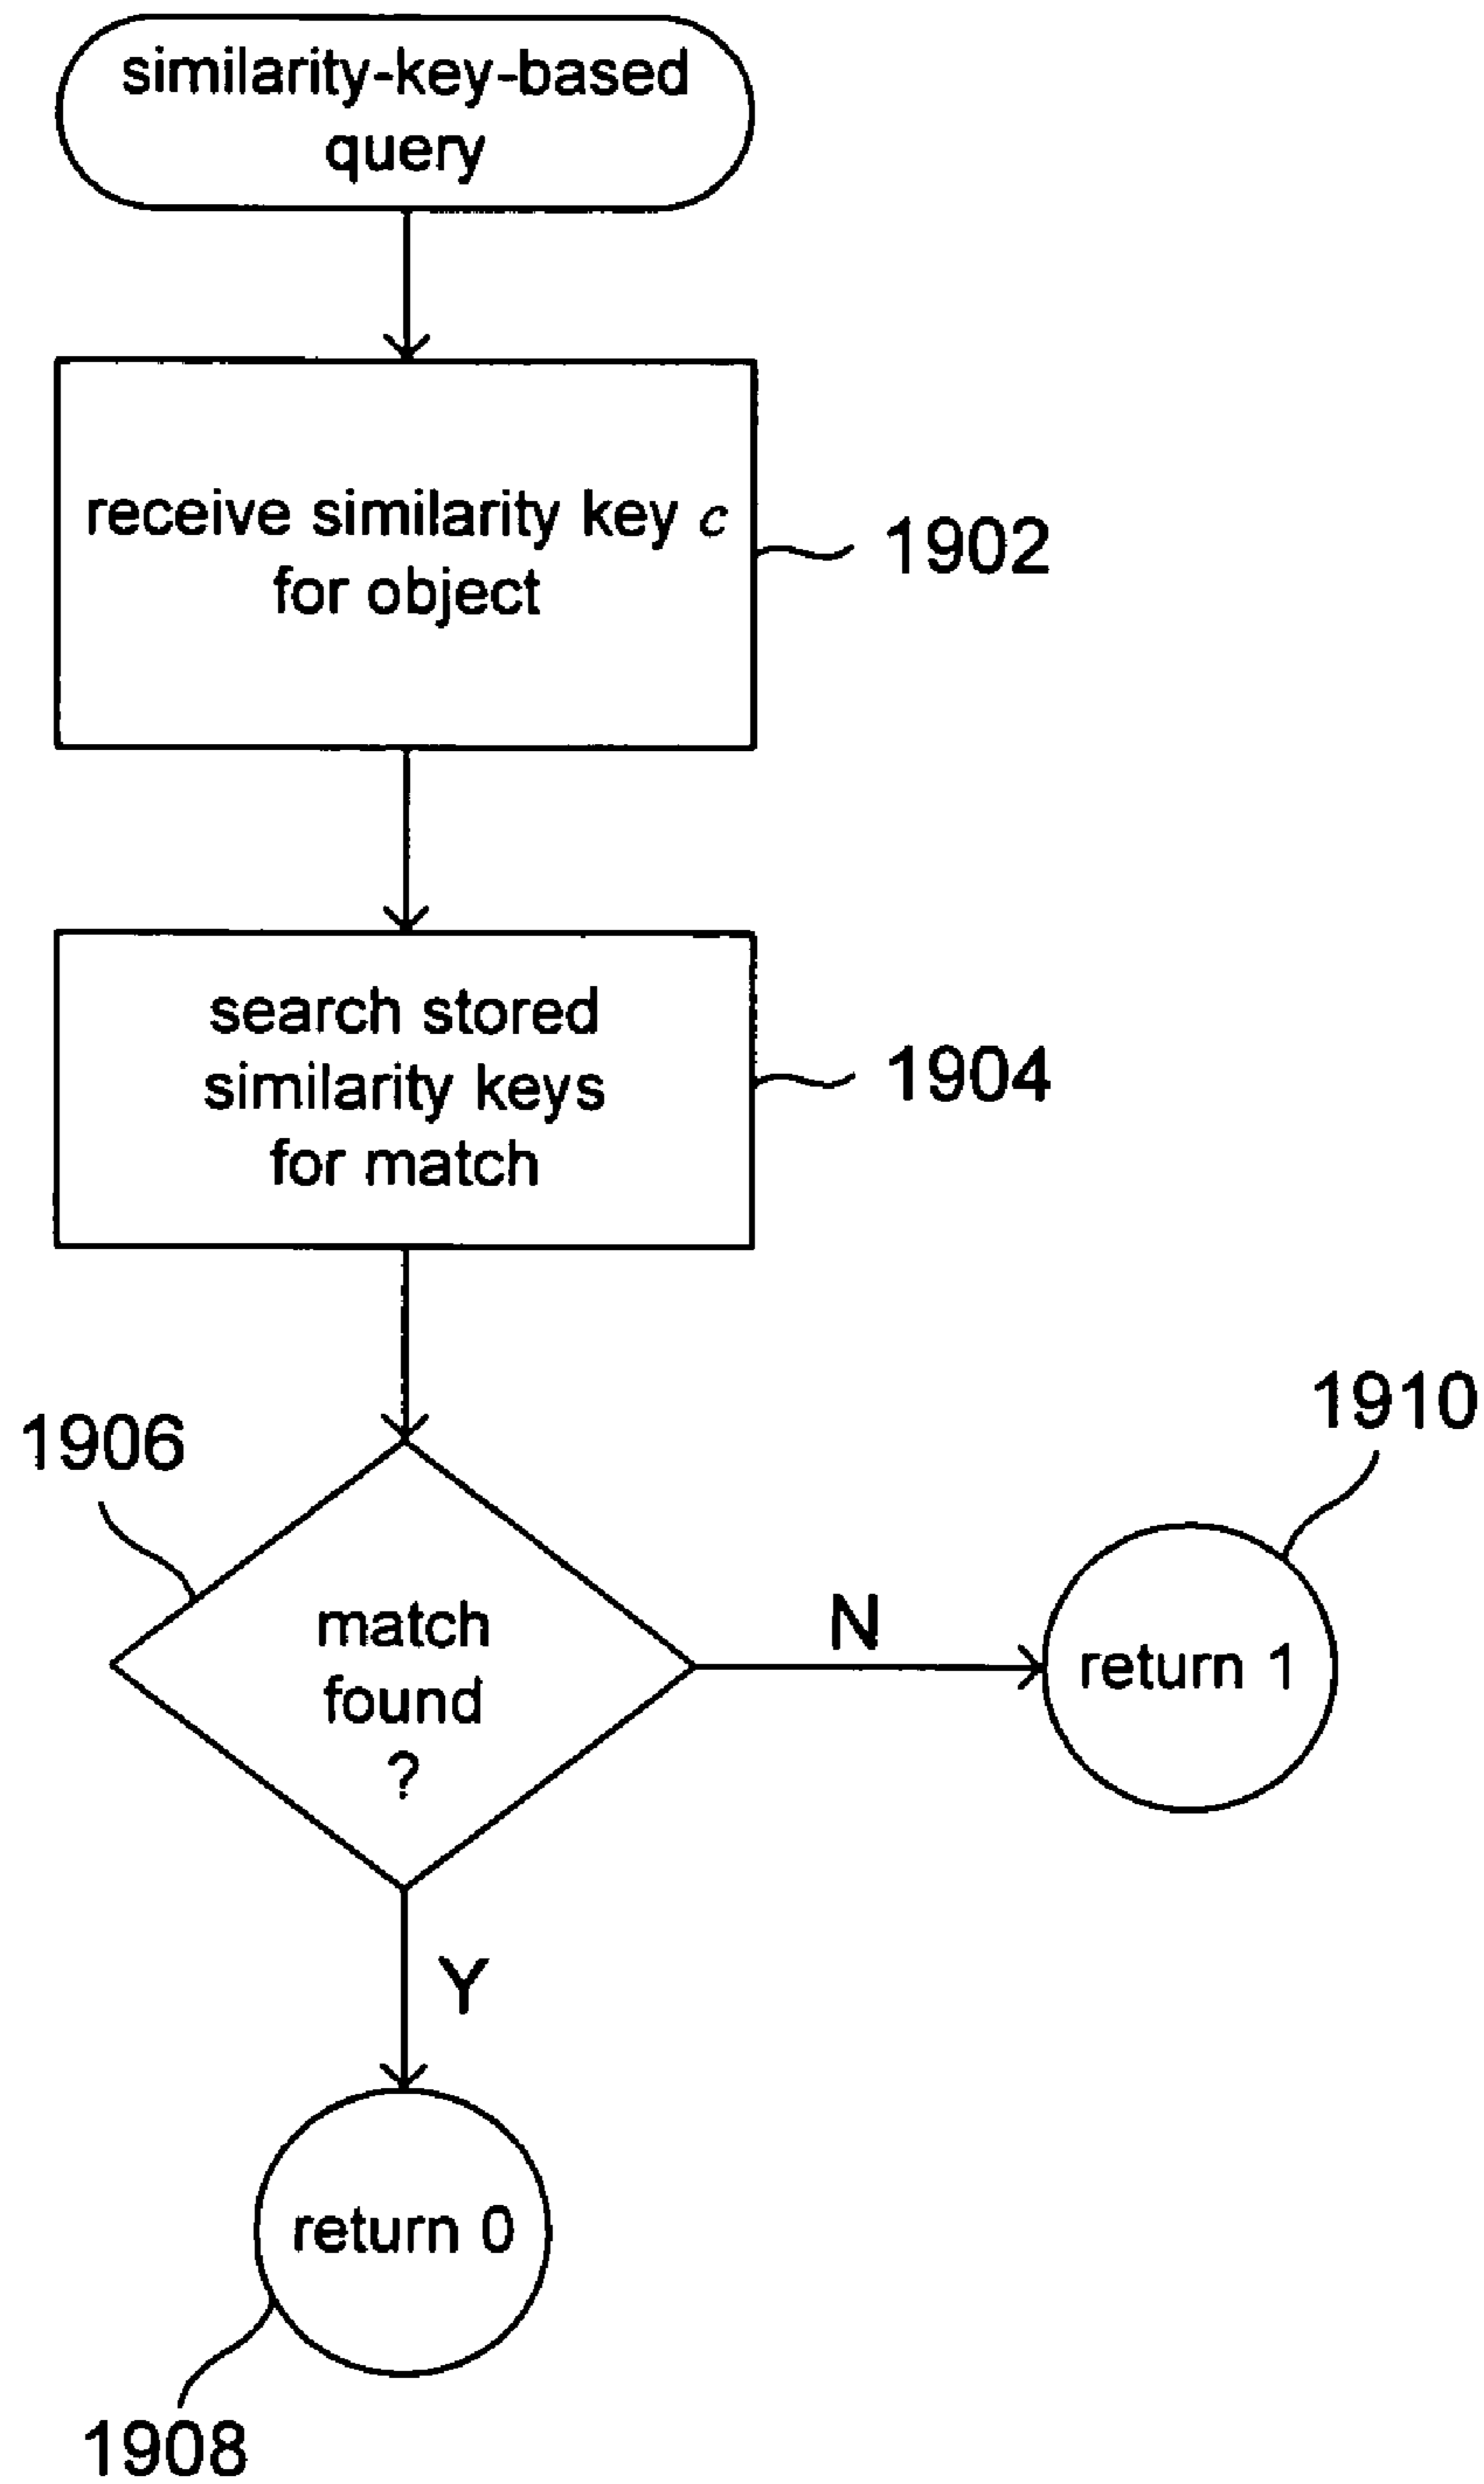 similarity-key-based
query
receive similarity key c
for object
1902
search stored
similarity keys
for match
1904
1906
match
found
?
N
1910
return 1
Y
return 0
1908